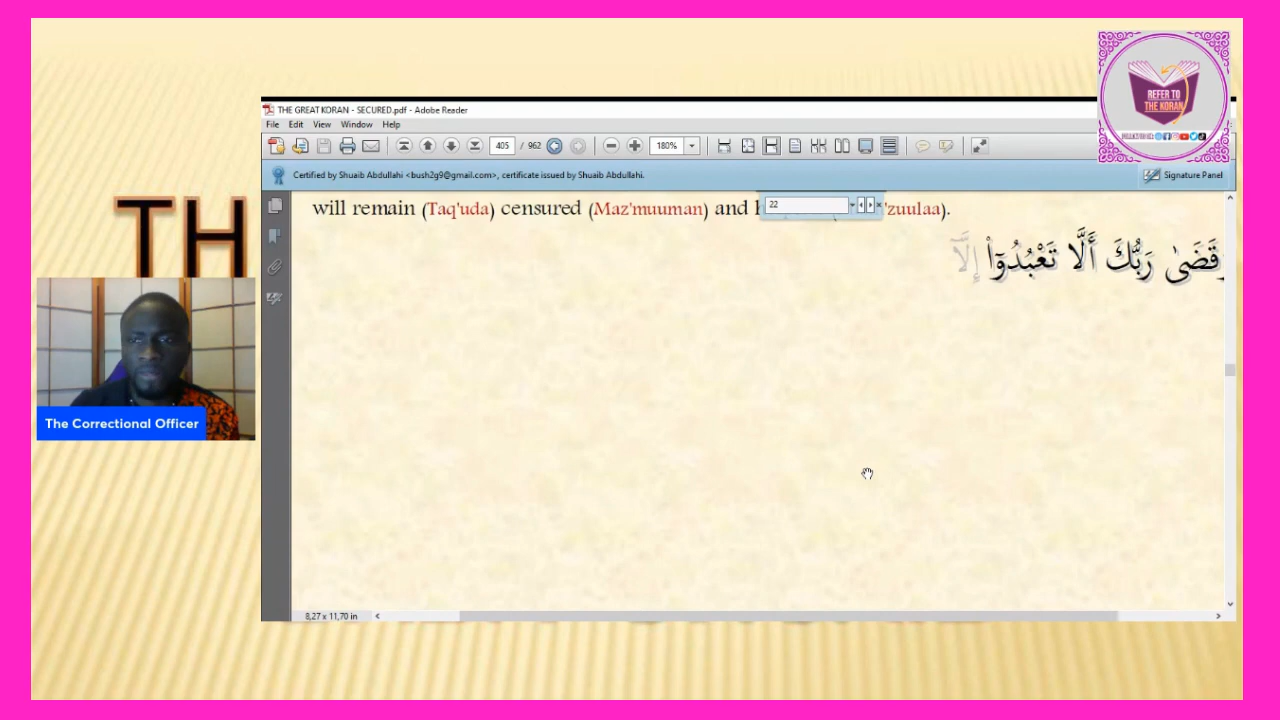 REFER TO
THE KORAN
TH
THE GREAT KORAN - SECURED.pdf - Adobe Reader
File Edit View Window Help
405 / 962 180%
Certified by Shuaib Abdullahi <bush2g9@gmail.com>, certificate issued by Shuaib Abdullahi.
Signature Panel
22
will remain (Taq'uda) censured (Maz'muuman) and 'zuulaa).
قَضَىٰ رَبُّكَ أَلَّا تَعْبُدُوٓا۟ إِلَّآ
The Correctional Officer
8,27 x 11,70 in